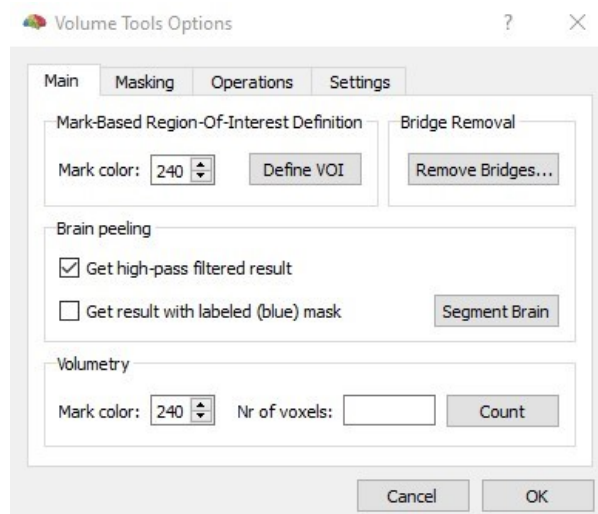 Volume Tools Options ?
Main Masking Operations Settings
Mark-Based Region-Of-Interest Definition
Mark color: 240 Define VOI
Bridge Removal
Remove Bridges...
Brain peeling
Get high-pass filtered result
Get result with labeled (blue) mask Segment Brain
Volumetry
Mark color: 240 Nr of voxels: Count
Cancel OK